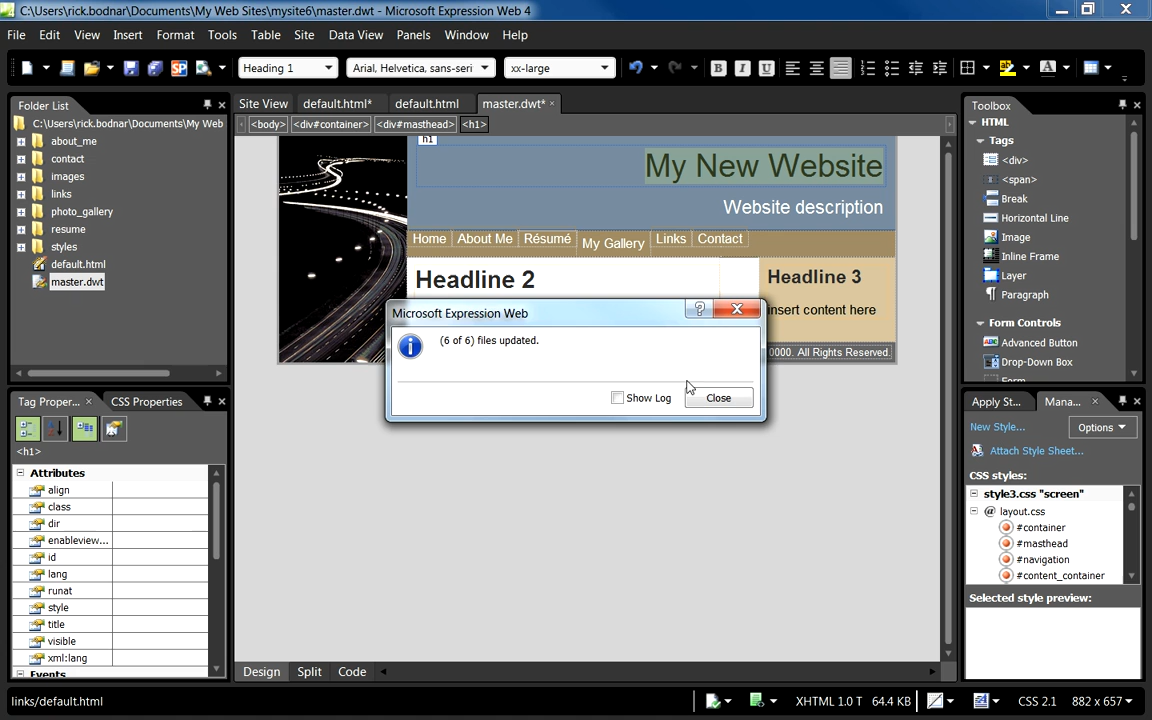 C:\Users\rick.bodnar\Documents\My Web Sites\mysite6\master.dwt - Microsoft Expression Web 4
File Edit View Insert Format Tools Table Site Data View Panels Window Help
Heading 1 Arial, Helvetica, sans-seri xx-large
Folder List
C:\Users\rick.bodnar\Documents\My Web
about_me
contact
images
links
photo_gallery
resume
styles
default.html
master.dwt
Site View default.html* default.html master.dwt*
<body> <div#container> <div#masthead> <h1>
h1
My New Website
Website description
Home About Me Résumé My Gallery Links Contact
Headline 2
Headline 3
insert content here
0000. All Rights Reserved.
Microsoft Expression Web
(6 of 6) files updated.
Show Log
Close
Design Split Code
Toolbox
HTML
Tags
<div>
<span>
Break
Horizontal Line
Image
Inline Frame
Layer
Paragraph
Form Controls
Advanced Button
Drop-Down Box
Form
Tag Proper... CSS Properties
<h1>
Attributes
align
class
dir
enableview...
id
lang
runat
style
title
visible
xml:lang
Events
Apply St... Mana...
New Style... Options
Attach Style Sheet...
CSS styles:
style3.css "screen"
layout.css
#container
#masthead
#navigation
#content_container
Selected style preview:
links/default.html XHTML 1.0 T 64.4 KB CSS 2.1 882 x 657